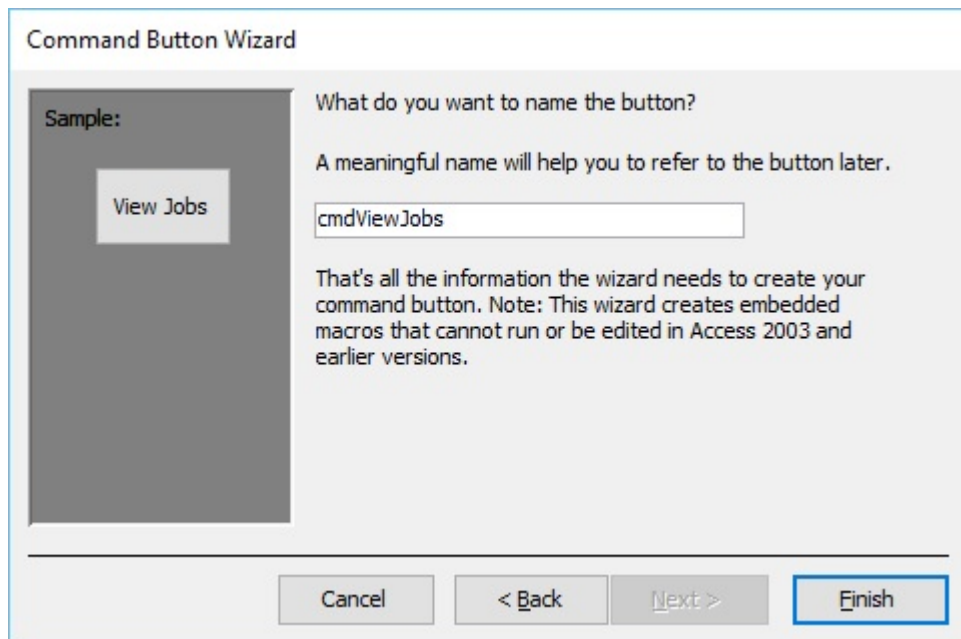 Command Button Wizard
Sample:
View Jobs
What do you want to name the button?
A meaningful name will help you to refer to the button later.
cmdViewJobs
That's all the information the wizard needs to create your
command button. Note: This wizard creates embedded
macros that cannot run or be edited in Access 2003 and
earlier versions.
Cancel
< Back
Next >
Finish